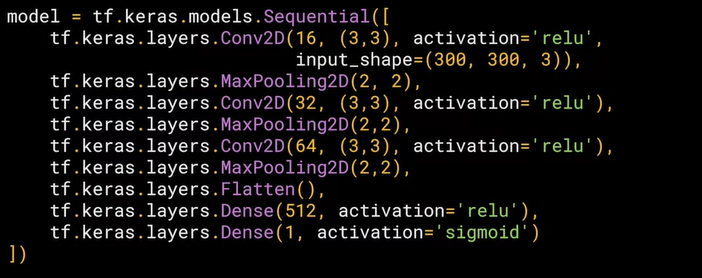 model = tf.keras.models.Sequential([
    tf.keras.layers.Conv2D(16, (3,3), activation='relu',
                           input_shape=(300, 300, 3)),
    tf.keras.layers.MaxPooling2D(2, 2),
    tf.keras.layers.Conv2D(32, (3,3), activation='relu'),
    tf.keras.layers.MaxPooling2D(2,2),
    tf.keras.layers.Conv2D(64, (3,3), activation='relu'),
    tf.keras.layers.MaxPooling2D(2,2),
    tf.keras.layers.Flatten(),
    tf.keras.layers.Dense(512, activation='relu'),
    tf.keras.layers.Dense(1, activation='sigmoid')
])